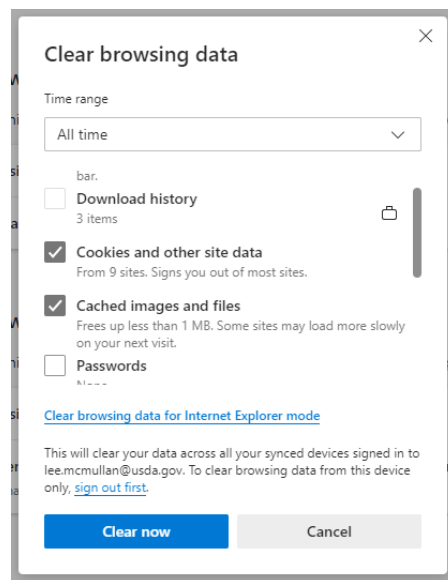 Clear browsing data
Time range
All time
bar.
Download history
3 items
Cookies and other site data
From 9 sites. Signs you out of most sites.
Cached images and files
Frees up less than 1 MB. Some sites may load more slowly
on your next visit.
Passwords
None
Clear browsing data for Internet Explorer mode
This will clear your data across all your synced devices signed in to
lee.mcmullan@usda.gov. To clear browsing data from this device
only, sign out first.
Clear now
Cancel